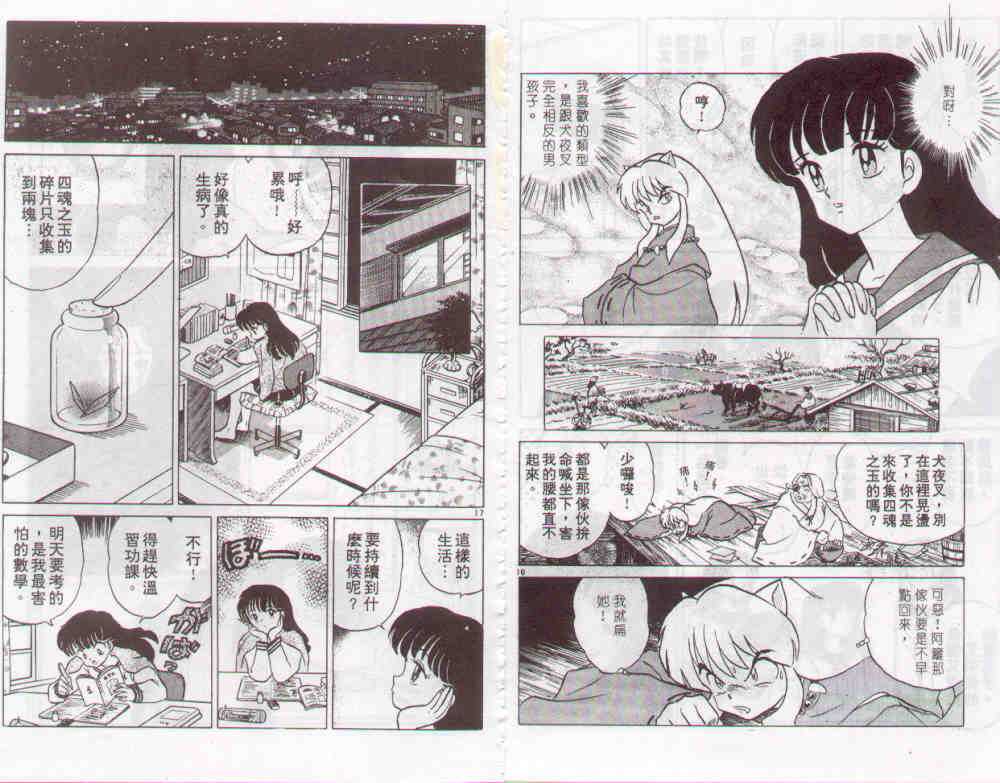 對呀…
哼!
我喜歡的類型
,是跟犬夜叉
完全相反的男
孩子。
犬夜叉,別
在這裡晃盪
了,你不是
來收集四魂
之玉的嗎?
痛!
痛!
少囉唆!
都是那傢伙拚
命喊坐下,害
我的腰都直不
起來。
16
可惡!阿籬那
傢伙要是不早
點回來,
我就扁
她!
呼……好
累哦!
好像真的
生病了。
四魂之玉的
碎片只收集
到兩塊…
17
這樣的
生活…
要持續到什
麼時候呢?
不行!
得趕快溫
習功課。
明天要考的
,是我最害
怕的數學。